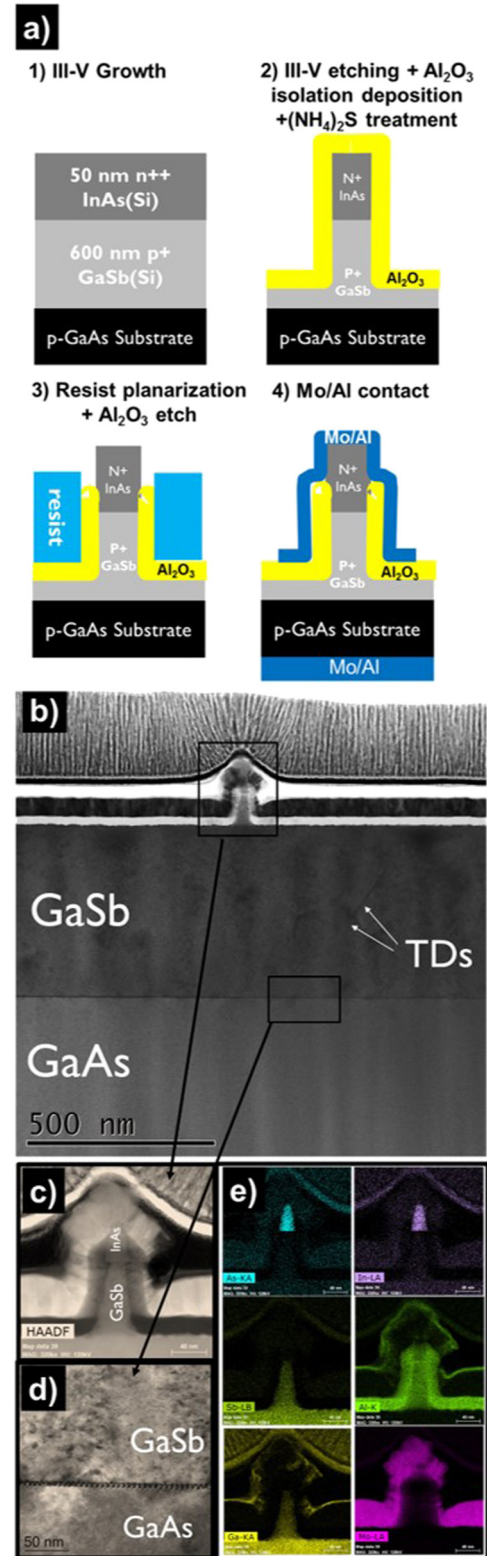 a)
1) III-V Growth
50 nm n++
InAs(Si)
600 nm p+
GaSb(Si)
p-GaAs Substrate
2) III-V etching + Al₂O₃
isolation deposition
+(NH₄)₂S treatment
N+
InAs
P+
GaSb
Al₂O₃
p-GaAs Substrate
3) Resist planarization
+ Al₂O₃ etch
resist
N+
InAs
P+
GaSb
Al₂O₃
p-GaAs Substrate
4) Mo/Al contact
Mo/Al
N+
InAs
P+
GaSb
Al₂O₃
p-GaAs Substrate
Mo/Al
b)
GaSb
TDs
GaAs
500 nm
c)
InAs
GaSb
HAADF
40 nm
d)
GaSb
GaAs
50 nm
e)
As-KA
In-LA
Sb-LB
Al-K
Ga-KA
Mo-LA